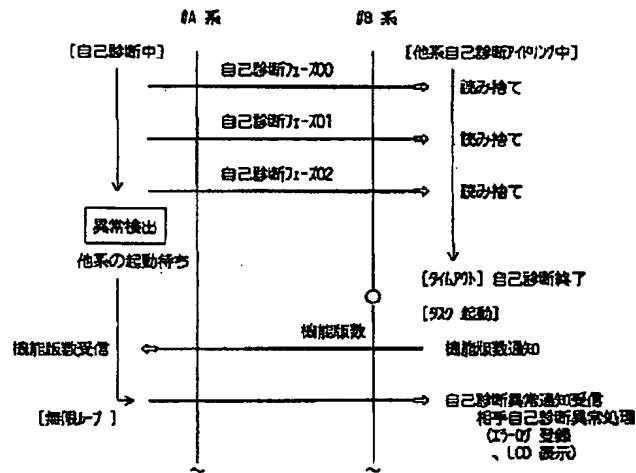 #A 系
#B 系
[自己診断中]
[他系自己診断アイドリング中]
自己診断フェーズ00
読み捨て
自己診断フェーズ01
読み捨て
自己診断フェーズ02
読み捨て
異常検出
他系の起動待ち
[タイムアウト] 自己診断終了
[タスク 起動]
機能版数
機能版数受信
機能版数通知
自己診断異常通知受信
[無限ループ]
相手自己診断異常処理
(エラーログ 登録
、LCD 表示)